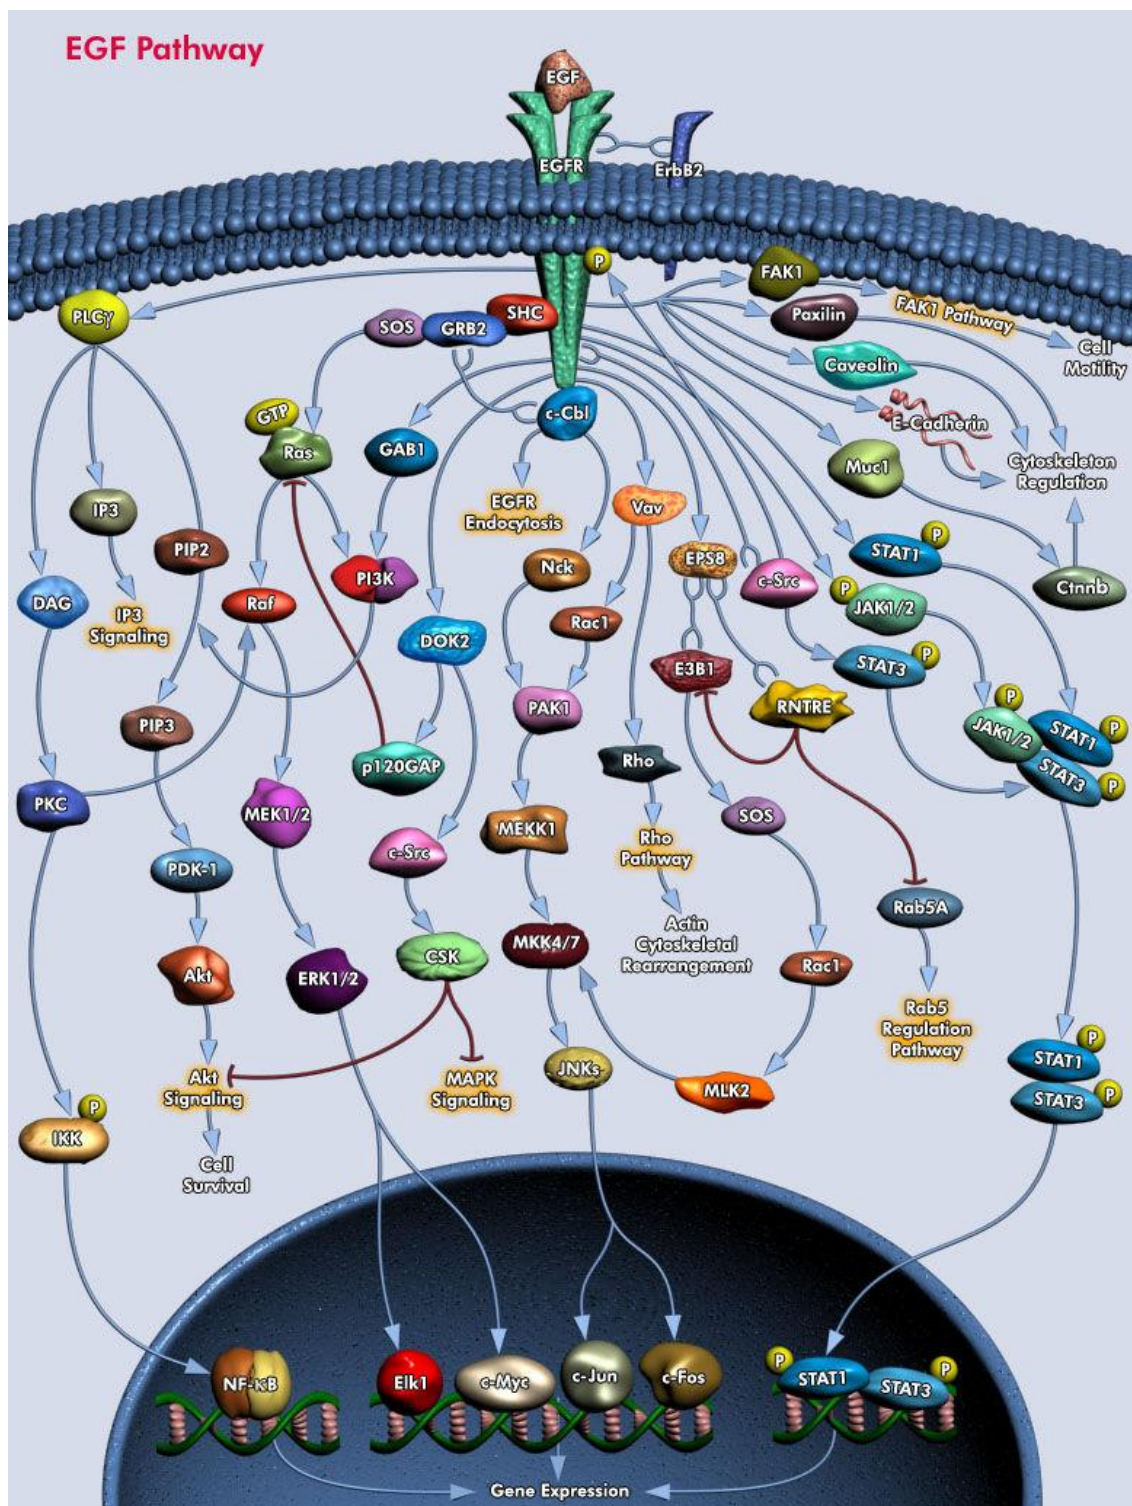 EGF Pathway
EGF
EGFR
ErbB2
P
FAK1
FAK1 Pathway
Cell
Motility
PLCγ
SOS
GRB2
SHC
Paxilin
Caveolin
E-Cadherin
Cytoskeleton
Regulation
GTP
Ras
GAB1
c-Cbl
Muc1
IP3
EGFR
Endocytosis
Vav
PIP2
PI3K
Nck
EPS8
c-Src
STAT1
P
Ctnnb
DAG
IP3
Signaling
Raf
DOK2
Rac1
P
JAK1/2
E3B1
STAT3
P
PIP3
PAK1
RNTRE
P
JAK1/2
STAT1
P
STAT3
P
p120GAP
Rho
PKC
MEK1/2
MEKK1
SOS
c-Src
Rho
Pathway
PDK-1
Rab5A
Actin
Cytoskeletal
Rearrangement
Akt
ERK1/2
CSK
MKK4/7
Rac1
Rab5
Regulation
Pathway
Akt
Signaling
MAPK
Signaling
JNKs
MLK2
STAT1
P
STAT3
P
P
IKK
Cell
Survival
NF-κB
Elk1
c-Myc
c-Jun
c-Fos
P
STAT1
STAT3
P
Gene Expression